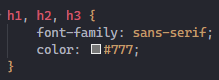 h1, h2, h3 {
    font-family: sans-serif;
    color: #777;
}